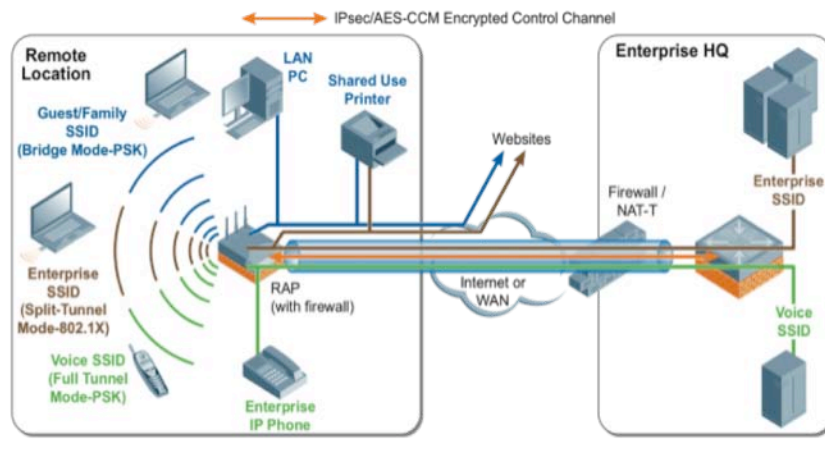 IPsec/AES-CCM Encrypted Control Channel
Remote
Location
LAN
PC
Shared Use
Printer
Guest/Family
SSID
(Bridge Mode-PSK)
Enterprise
SSID
(Split-Tunnel
Mode-802.1X)
Voice SSID
(Full Tunnel
Mode-PSK)
RAP
(with firewall)
Enterprise
IP Phone
Websites
Internet or
WAN
Firewall /
NAT-T
Enterprise HQ
Enterprise
SSID
Voice
SSID